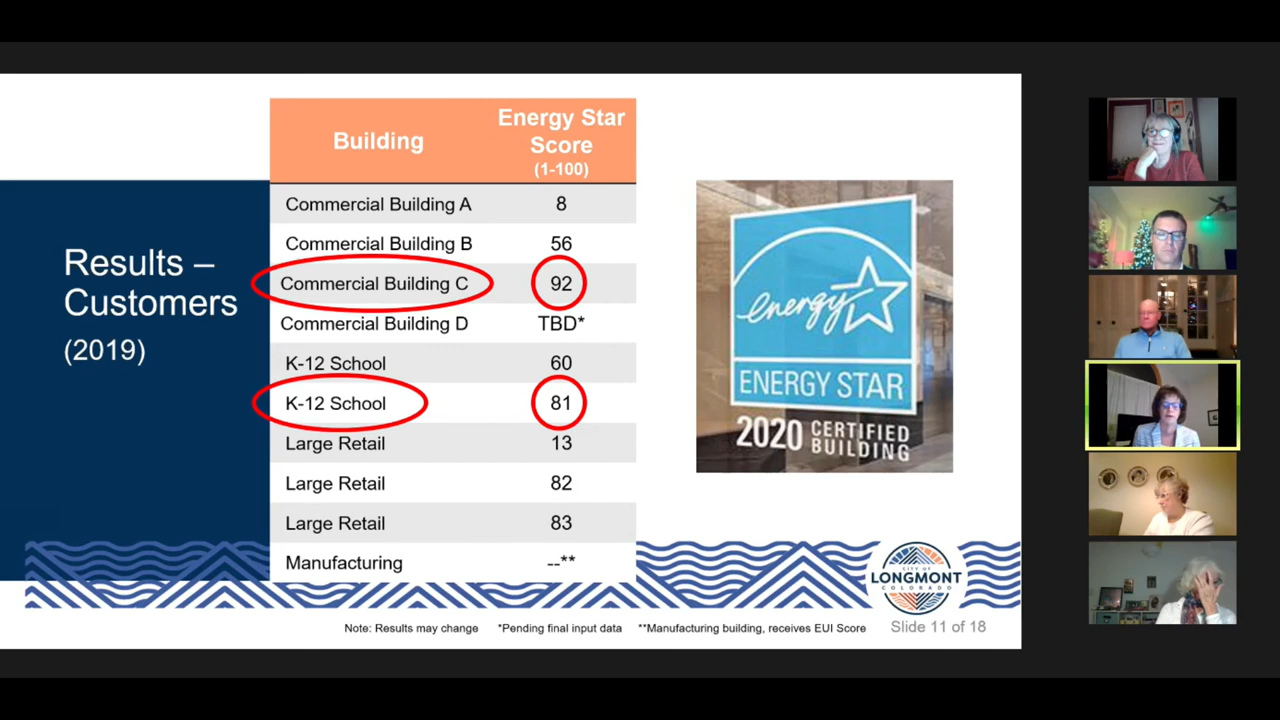 Results –
Customers
(2019)
Building
Energy Star
Score
(1-100)
Commercial Building A 8
Commercial Building B 56
Commercial Building C 92
Commercial Building D TBD*
K-12 School 60
K-12 School 81
Large Retail 13
Large Retail 82
Large Retail 83
Manufacturing --**
energy
ENERGY STAR
2020 CERTIFIED
BUILDING
CITY OF
LONGMONT
COLORADO
Note: Results may change *Pending final input data **Manufacturing building, receives EUI Score
Slide 11 of 18